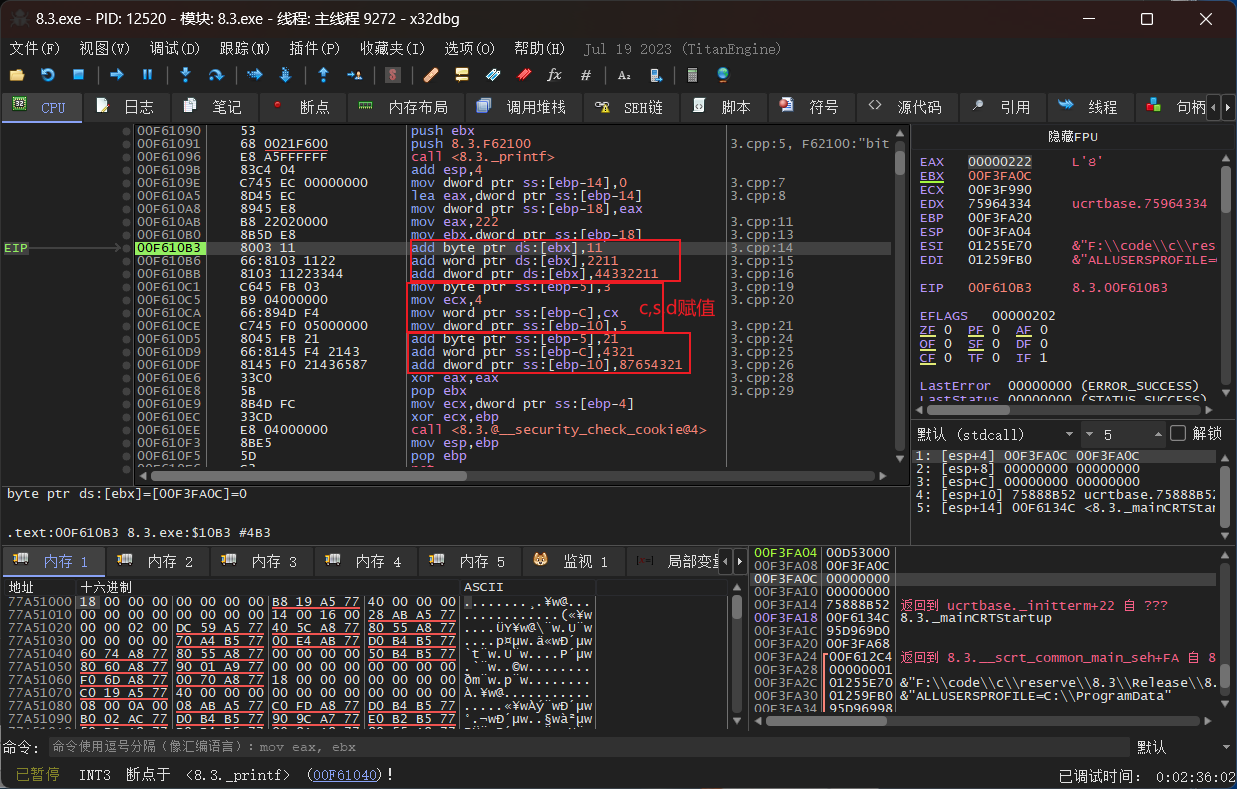 8.3.exe - PID: 12520 - 模块: 8.3.exe - 线程: 主线程 9272 - x32dbg
文件(F) 视图(V) 调试(D) 跟踪(N) 插件(P) 收藏夹(I) 选项(O) 帮助(H) Jul 19 2023 (TitanEngine)
CPU 日志 笔记 断点 内存布局 调用堆栈 SEH链 脚本 符号 源代码 引用 线程 句柄
00F61090 53 push ebx
00F61091 68 0021F600 push 8.3.F62100 3.cpp:5, F62100:"bit
00F61096 E8 A5FFFFFF call <8.3._printf>
00F6109B 83C4 04 add esp,4
00F6109E C745 EC 00000000 mov dword ptr ss:[ebp-14],0 3.cpp:7
00F610A5 8D45 EC lea eax,dword ptr ss:[ebp-14] 3.cpp:8
00F610A8 8945 E8 mov dword ptr ss:[ebp-18],eax
00F610AB B8 22020000 mov eax,222 3.cpp:11
00F610B0 8B5D E8 mov ebx,dword ptr ss:[ebp-18] 3.cpp:13
EIP 00F610B3 8003 11 add byte ptr ds:[ebx],11 3.cpp:14
00F610B6 66:8103 1122 add word ptr ds:[ebx],2211 3.cpp:15
00F610BB 8103 11223344 add dword ptr ds:[ebx],44332211 3.cpp:16
00F610C1 C645 FB 03 mov byte ptr ss:[ebp-5],3 3.cpp:19
00F610C5 B9 04000000 mov ecx,4 3.cpp:20
00F610CA 66:894D F4 mov word ptr ss:[ebp-C],cx
c,s,d赋值
00F610CE C745 F0 05000000 mov dword ptr ss:[ebp-10],5 3.cpp:21
00F610D5 8045 FB 21 add byte ptr ss:[ebp-5],21 3.cpp:24
00F610D9 66:8145 F4 2143 add word ptr ss:[ebp-C],4321 3.cpp:25
00F610DF 8145 F0 21436587 add dword ptr ss:[ebp-10],87654321 3.cpp:26
00F610E6 33C0 xor eax,eax 3.cpp:28
00F610E8 5B pop ebx 3.cpp:29
00F610E9 8B4D FC mov ecx,dword ptr ss:[ebp-4]
00F610EC 33CD xor ecx,ebp
00F610EE E8 04000000 call <8.3.@__security_check_cookie@4>
00F610F3 8BE5 mov esp,ebp
00F610F5 5D pop ebp
隐藏FPU
EAX 00000222 L'Ȣ'
EBX 00F3FA0C
ECX 00F3F990
EDX 75964334 ucrtbase.75964334
EBP 00F3FA20
ESP 00F3FA04
ESI 01255E70 &"F:\\code\\c\\res
EDI 01259FB0 &"ALLUSERSPROFILE=
EIP 00F610B3 8.3.00F610B3
EFLAGS 00000202
ZF 0 PF 0 AF 0
OF 0 SF 0 DF 0
CF 0 TF 0 IF 1
LastError 00000000 (ERROR_SUCCESS)
LastStatus 00000000 (STATUS_SUCCESS)
默认 (stdcall) 5 解锁
1: [esp+4] 00F3FA0C 00F3FA0C
2: [esp+8] 00000000 00000000
3: [esp+C] 00000000 00000000
4: [esp+10] 75888B52 ucrtbase.75888B52
5: [esp+14] 00F6134C <8.3._mainCRTStar
byte ptr ds:[ebx]=[00F3FA0C]=0
.text:00F610B3 8.3.exe:$10B3 #4B3
内存 1 内存 2 内存 3 内存 4 内存 5 监视 1 局部变量
地址 十六进制 ASCII
77A51000 18 00 00 00 00 00 00 00 B8 19 A5 77 40 00 00 00 ........¸.¥w@...
77A51010 00 00 00 00 00 00 00 00 14 00 16 00 28 AB A5 77 ............(«¥w
77A51020 00 00 02 00 DC 59 A5 77 40 5C A8 77 80 55 A8 77 ....ÜY¥w@\¨w.U¨w
77A51030 00 00 00 00 70 A4 B5 77 00 E4 AB 77 D0 B4 B5 77 ....p¤µw.ä«wÐ´µw
77A51040 60 74 A8 77 80 55 A8 77 00 00 00 00 50 B4 B5 77 `t¨w.U¨w....P´µw
77A51050 80 60 A8 77 90 01 A9 77 00 00 00 00 00 00 00 00 .`¨w..©w........
77A51060 F0 6D A8 77 00 70 A8 77 18 00 00 00 00 00 00 00 ðm¨w.p¨w........
77A51070 C0 19 A5 77 40 00 00 00 00 00 00 00 00 00 00 00 À.¥w@...........
77A51080 08 00 0A 00 08 AB A5 77 C0 FD A8 77 D0 B4 B5 77 .....«¥wÀý¨wÐ´µw
77A51090 B0 02 AC 77 D0 B4 B5 77 90 9C A7 77 E0 B2 B5 77
00F3FA04 00D53000
00F3FA08 00F3FA0C
00F3FA0C 00000000
00F3FA10 00000000
00F3FA14 75888B52 返回到 ucrtbase._initterm+22 自 ???
00F3FA18 00F6134C 8.3._mainCRTStartup
00F3FA1C 95D969D0
00F3FA20 00F3FA68
00F3FA24 00F612C4 返回到 8.3.__scrt_common_main_seh+FA 自 8
00F3FA28 00000001
00F3FA2C 01255E70 &"F:\\code\\c\\reserve\\8.3\\Release\\8.
00F3FA30 01259FB0 &"ALLUSERSPROFILE=C:\\ProgramData"
00F3FA34 95D96998
命令: 命令使用逗号分隔 (像汇编语言): mov eax, ebx 默认
已暂停 INT3 断点于 <8.3._printf> (00F61040)! 已调试时间: 0:02:36:02